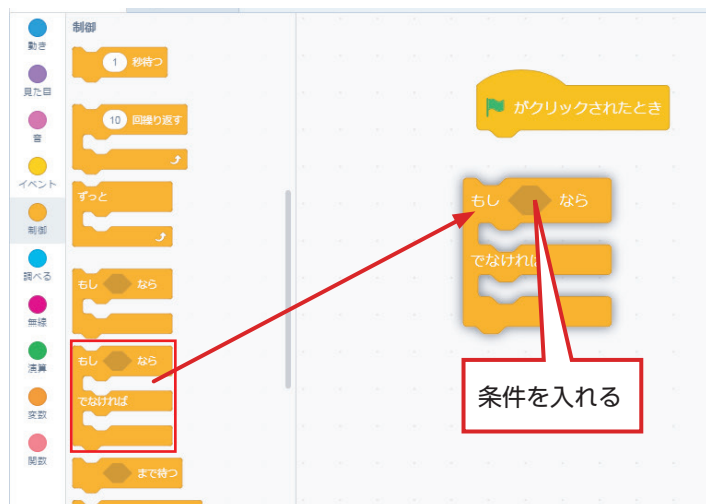 動き
見た目
音
イベント
制御
調べる
無線
演算
変数
関数
制御
1 秒待つ
10 回繰り返す
ずっと
もし なら
もし なら
でなければ
まで待つ
がクリックされたとき
もし なら
でなければ
条件を入れる